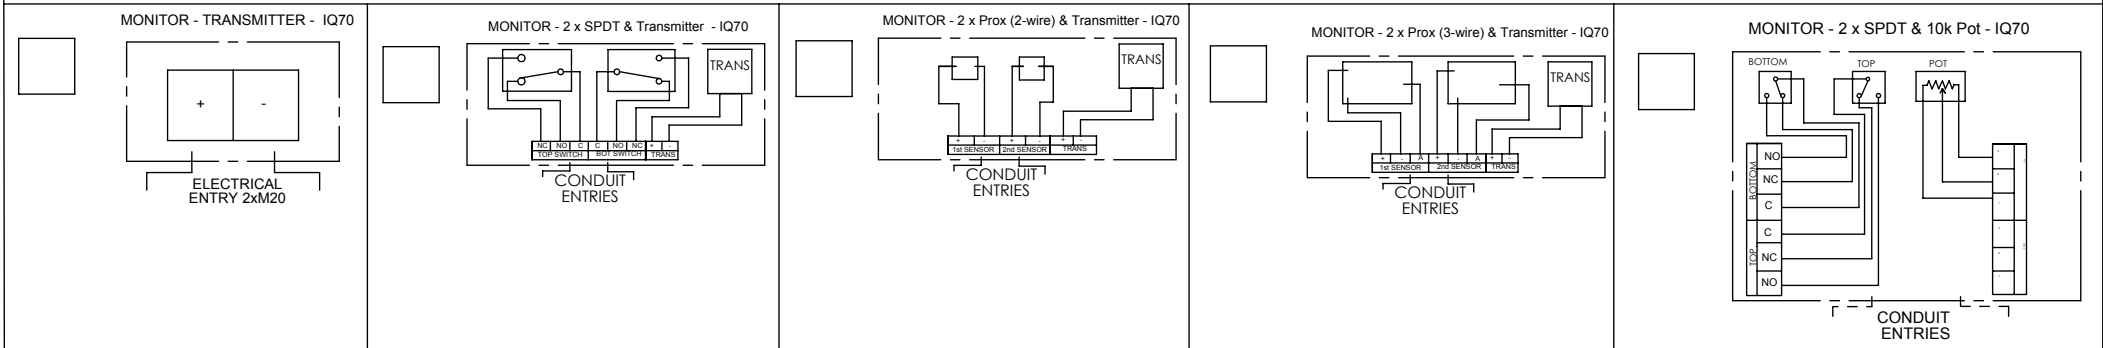 MONITOR - TRANSMITTER - IQ70
+ -
ELECTRICAL
ENTRY 2xM20
MONITOR - 2 x SPDT & Transmitter - IQ70
TRANS
NC NO C C NO NC + -
TOP SWITCH BOT SWITCH TRANS
CONDUIT
ENTRIES
MONITOR - 2 x Prox (2-wire) & Transmitter - IQ70
TRANS
+ - + - + -
1st SENSOR 2nd SENSOR TRANS
CONDUIT
ENTRIES
MONITOR - 2 x Prox (3-wire) & Transmitter - IQ70
TRANS
+ - A + - A + -
1st SENSOR 2nd SENSOR TRANS
CONDUIT
ENTRIES
MONITOR - 2 x SPDT & 10k Pot - IQ70
BOTTOM TOP POT
BOTTOM
NO
NC
C
TOP
C
NC
NO
CONDUIT
ENTRIES